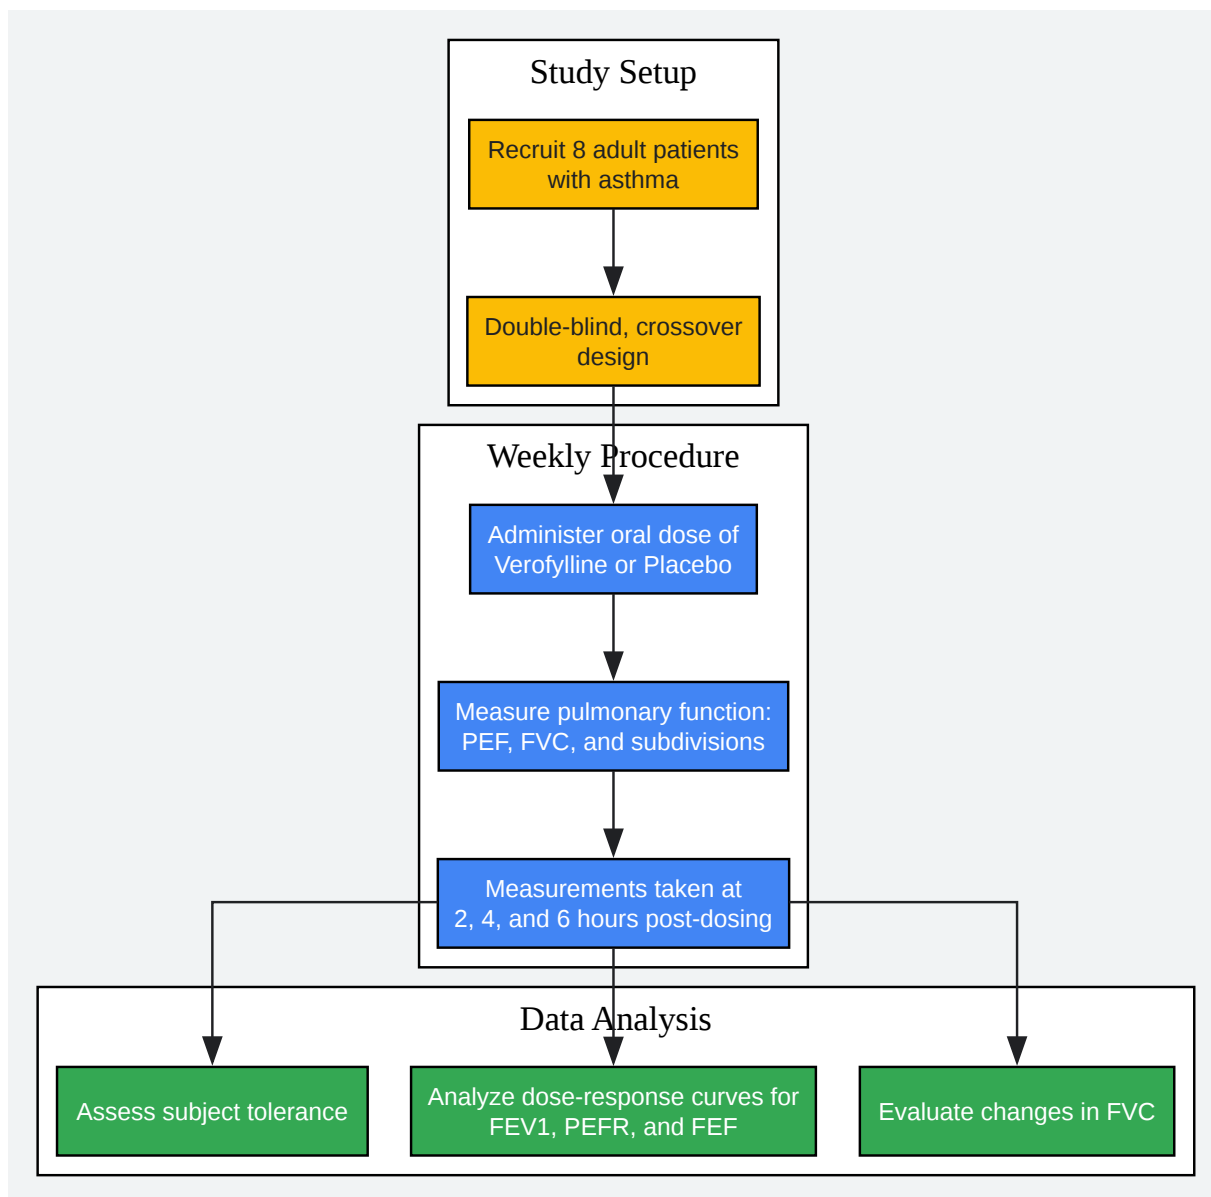 Study Setup
Recruit 8 adult patients
with asthma
Double-blind, crossover
design
Weekly Procedure
Administer oral dose of
Verofylline or Placebo
Measure pulmonary function:
PEF, FVC, and subdivisions
Measurements taken at
2, 4, and 6 hours post-dosing
Data Analysis
Assess subject tolerance
Analyze dose-response curves for
FEV1, PEFR, and FEF
Evaluate changes in FVC